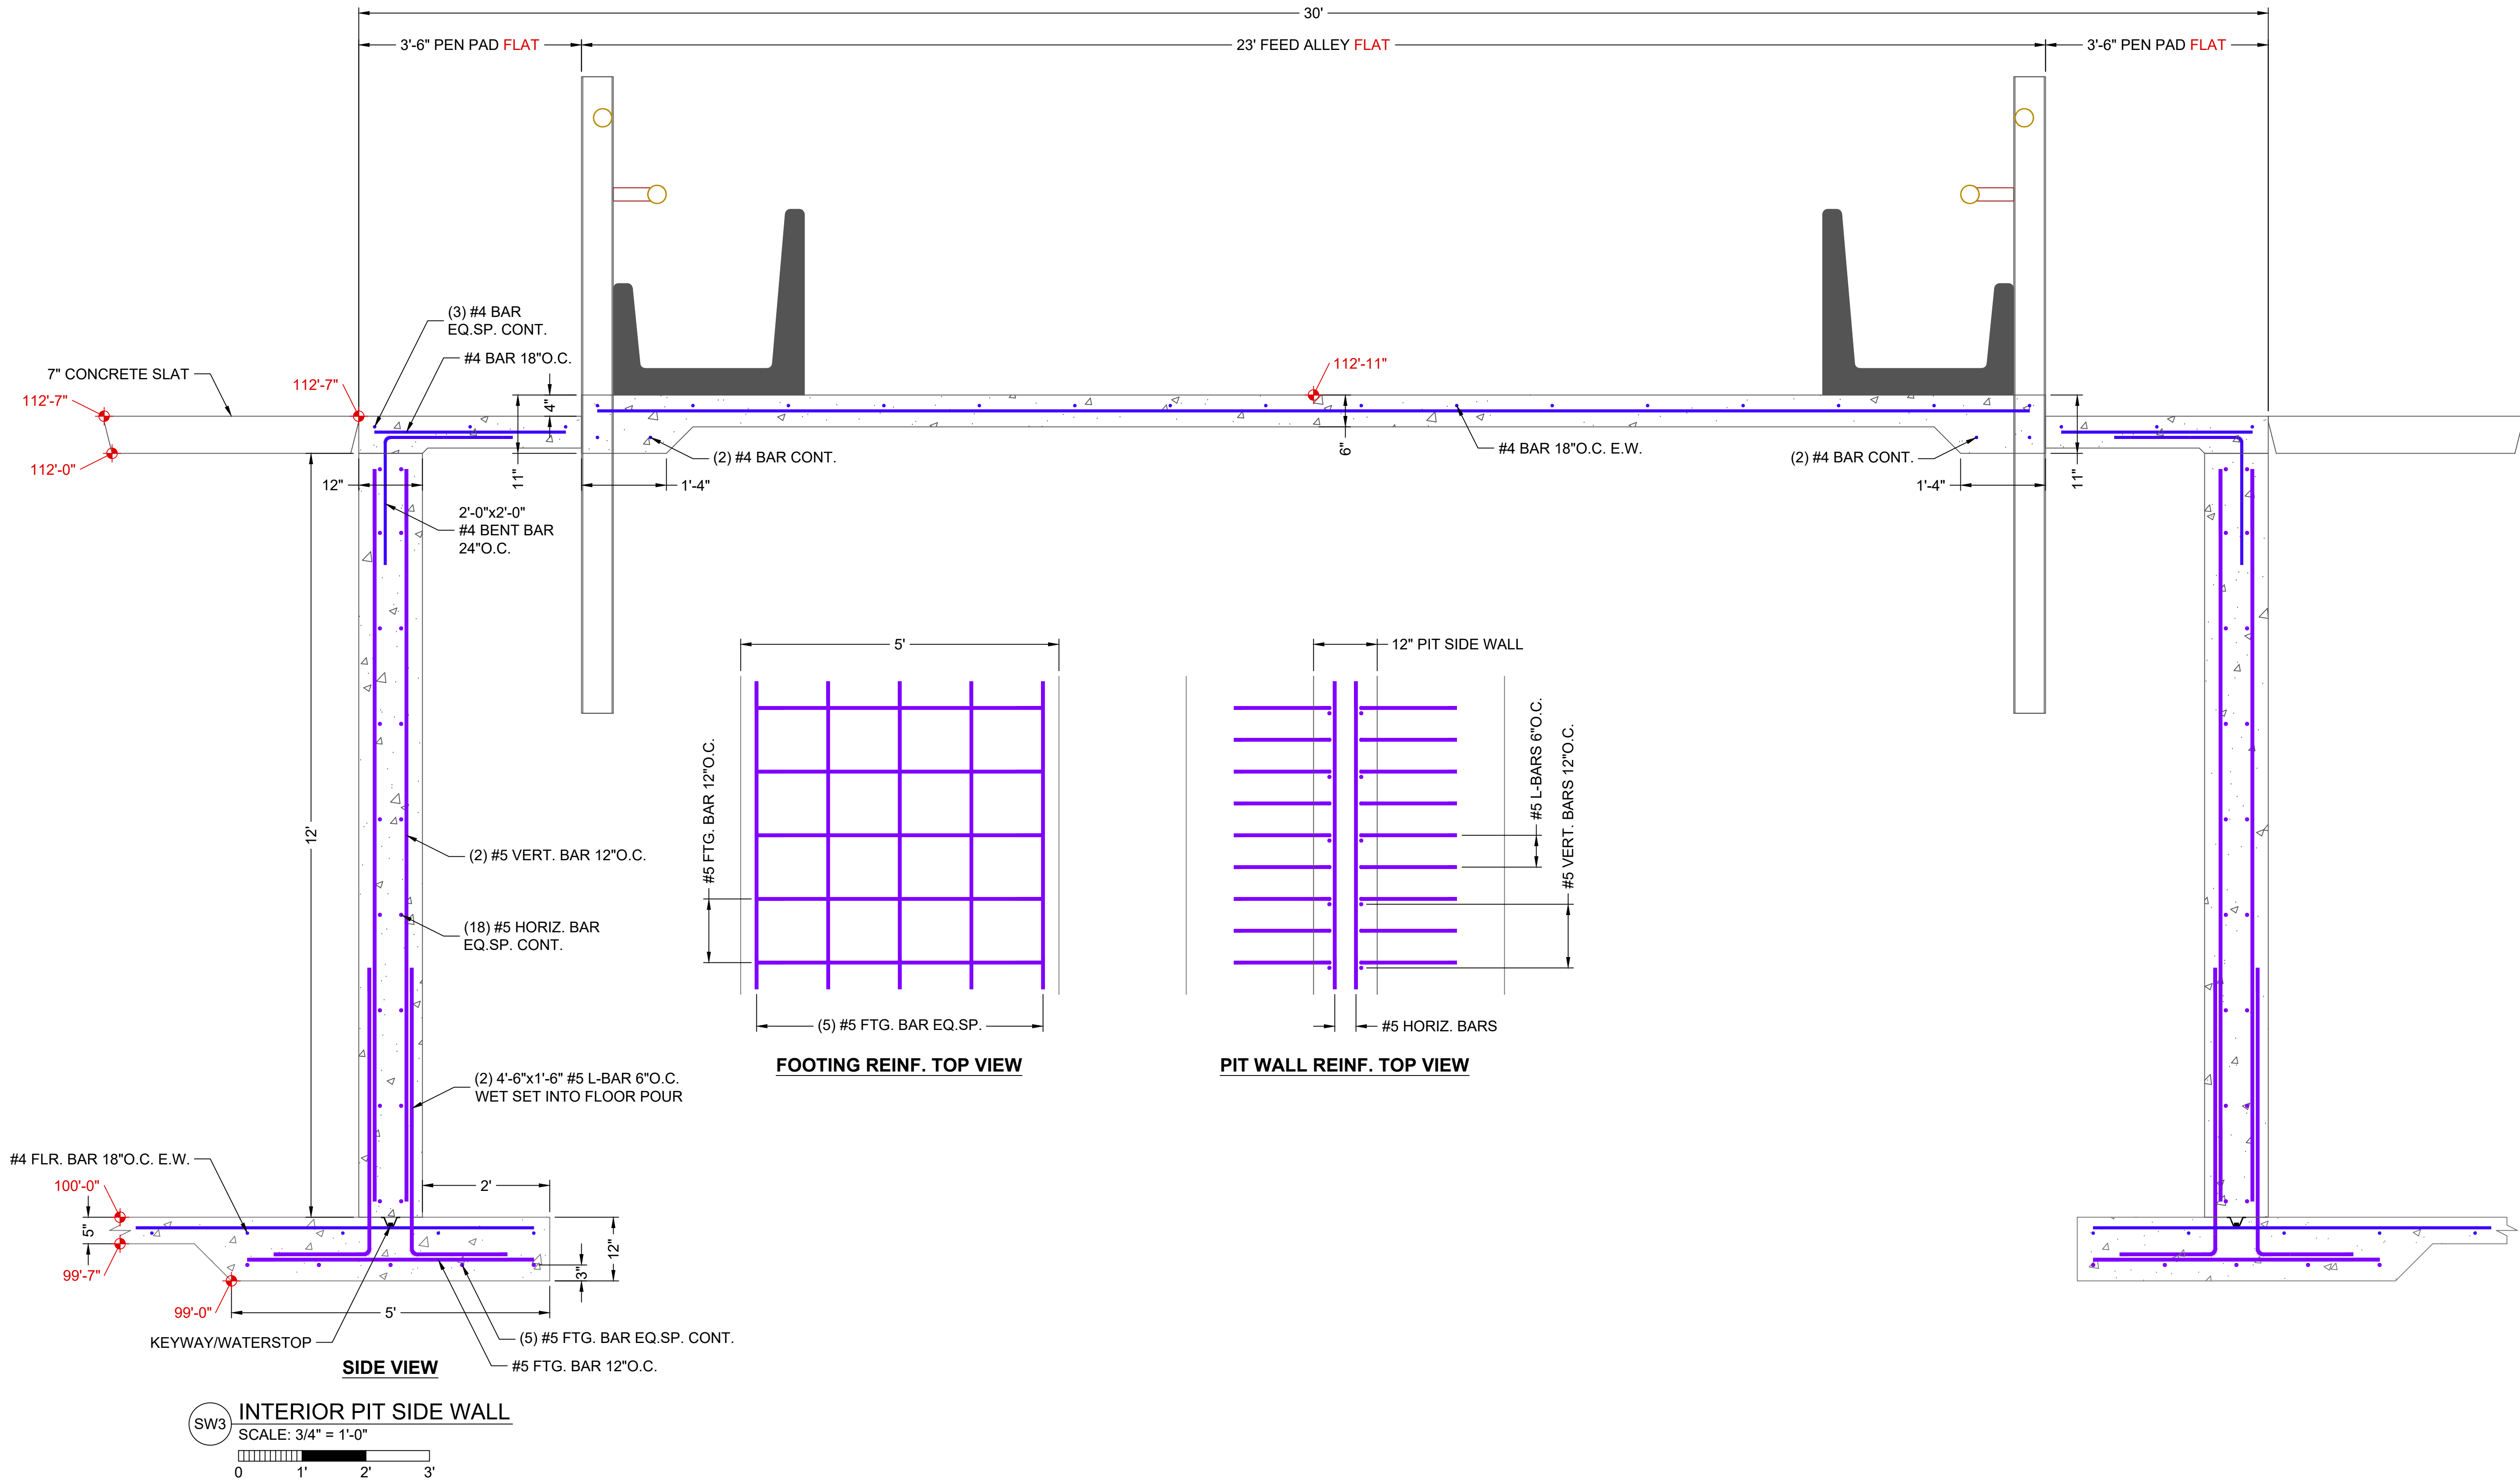 30'
3'-6" PEN PAD FLAT
23' FEED ALLEY FLAT
3'-6" PEN PAD FLAT
(3) #4 BAR
EQ.SP. CONT.
#4 BAR 18"O.C.
7" CONCRETE SLAT
112'-7"
112'-7"
112'-0"
4"
11"
12"
(2) #4 BAR CONT.
1'-4"
2'-0"x2'-0"
#4 BENT BAR
24"O.C.
112'-11"
6"
#4 BAR 18"O.C. E.W.
(2) #4 BAR CONT.
1'-4"
11"
12'
(2) #5 VERT. BAR 12"O.C.
(18) #5 HORIZ. BAR
EQ.SP. CONT.
(2) 4'-6"x1'-6" #5 L-BAR 6"O.C.
WET SET INTO FLOOR POUR
#4 FLR. BAR 18"O.C. E.W.
100'-0"
5"
99'-7"
99'-0"
2'
12"
3"
5'
KEYWAY/WATERSTOP
(5) #5 FTG. BAR EQ.SP. CONT.
#5 FTG. BAR 12"O.C.
SIDE VIEW
5'
#5 FTG. BAR 12"O.C.
(5) #5 FTG. BAR EQ.SP.
FOOTING REINF. TOP VIEW
12" PIT SIDE WALL
#5 L-BARS 6"O.C.
#5 VERT. BARS 12"O.C.
#5 HORIZ. BARS
PIT WALL REINF. TOP VIEW
SW3
INTERIOR PIT SIDE WALL
SCALE: 3/4" = 1'-0"
0 1' 2' 3'